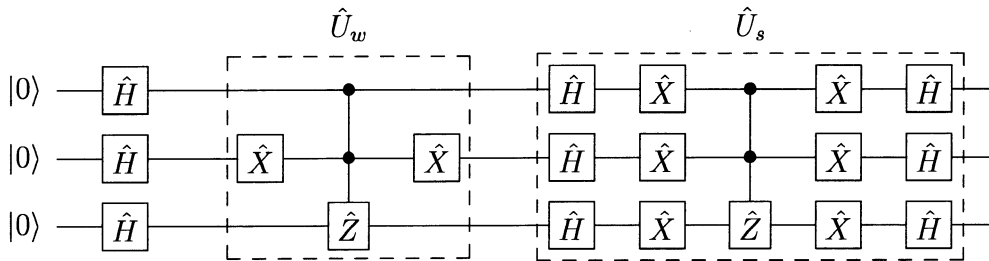 Û_w Û_s
|0⟩ Ĥ Ĥ X̂ X̂ Ĥ
|0⟩ Ĥ X̂ X̂ Ĥ X̂ X̂ Ĥ
|0⟩ Ĥ Ẑ Ĥ X̂ Ẑ X̂ Ĥ